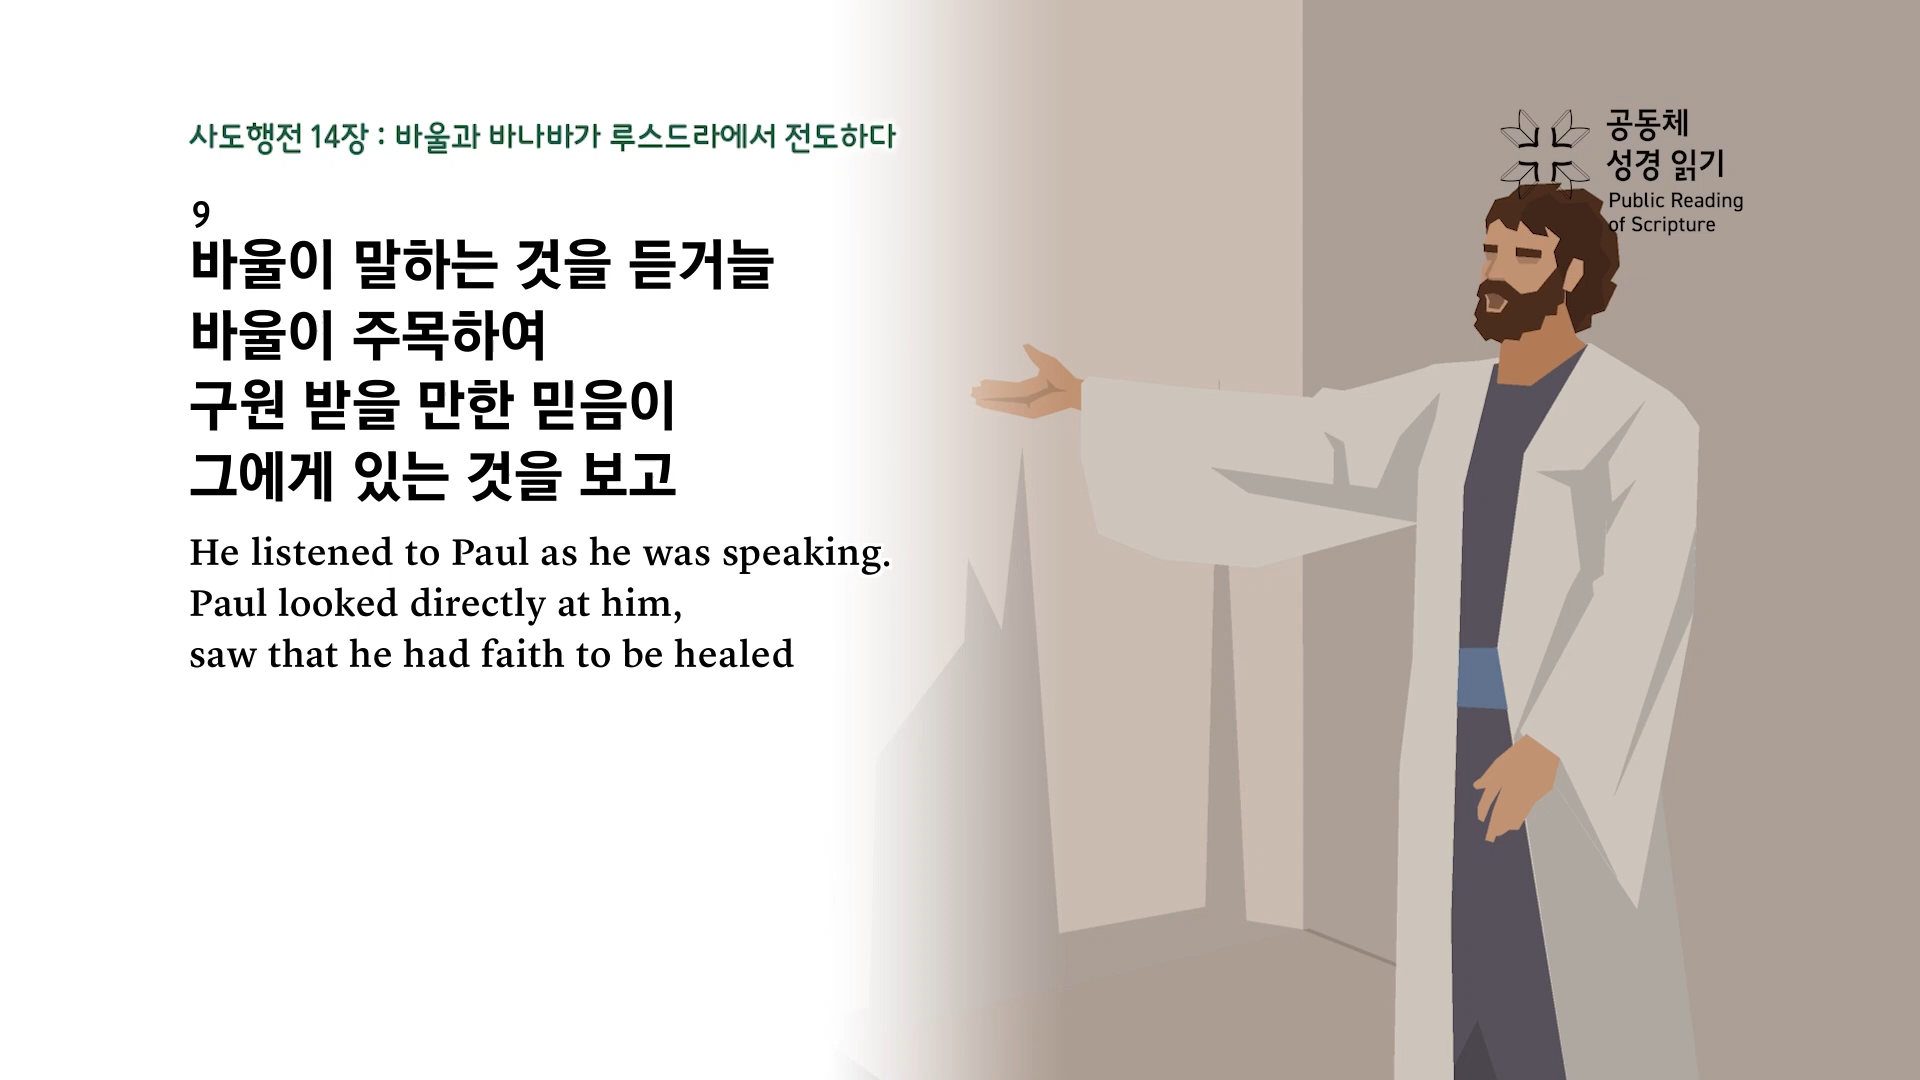 사도행전 14장 : 바울과 바나바가 루스드라에서 전도하다
9
바울이 말하는 것을 듣거늘
바울이 주목하여
구원 받을 만한 믿음이
그에게 있는 것을 보고
He listened to Paul as he was speaking.
Paul looked directly at him,
saw that he had faith to be healed
공동체
성경 읽기
Public Reading
of Scripture